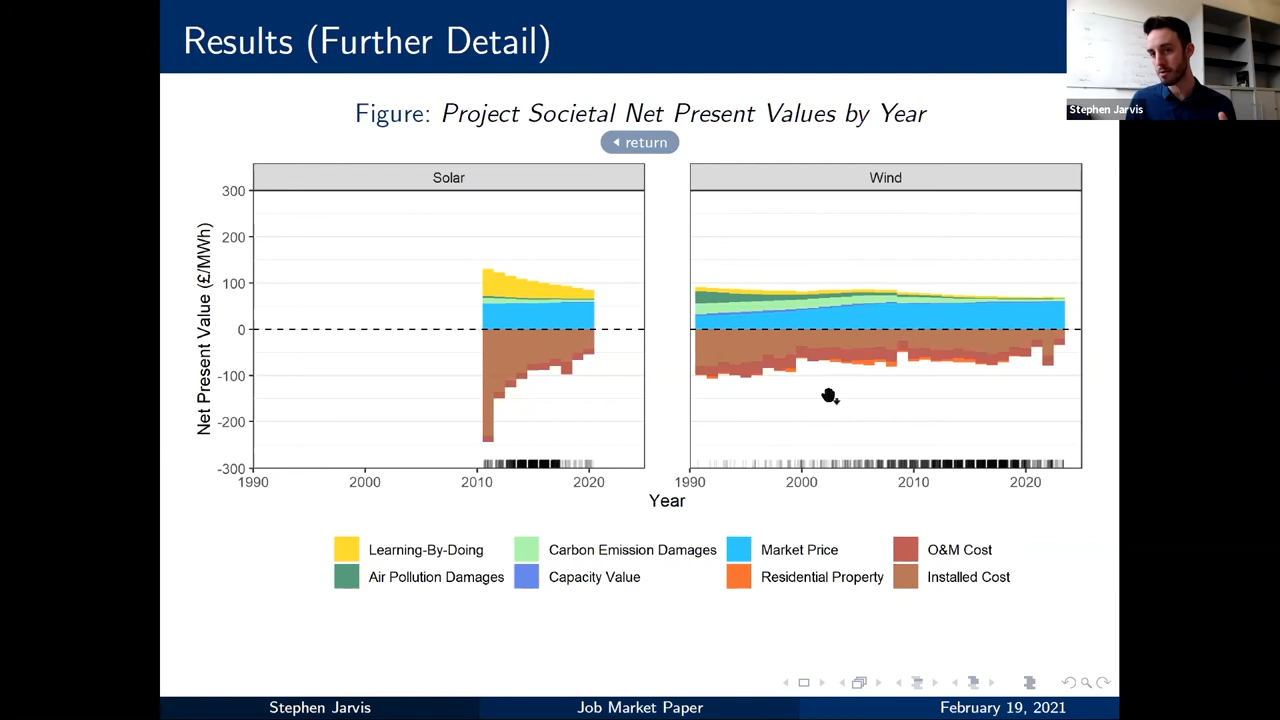 Results (Further Detail)
Stephen Jarvis
Figure: Project Societal Net Present Values by Year
return
Solar
Wind
Net Present Value (£/MWh)
300
200
100
0
-100
-200
-300
1990
2000
2010
2020
1990
2000
2010
2020
Year
Learning-By-Doing
Carbon Emission Damages
Market Price
O&M Cost
Air Pollution Damages
Capacity Value
Residential Property
Installed Cost
Stephen Jarvis
Job Market Paper
February 19, 2021